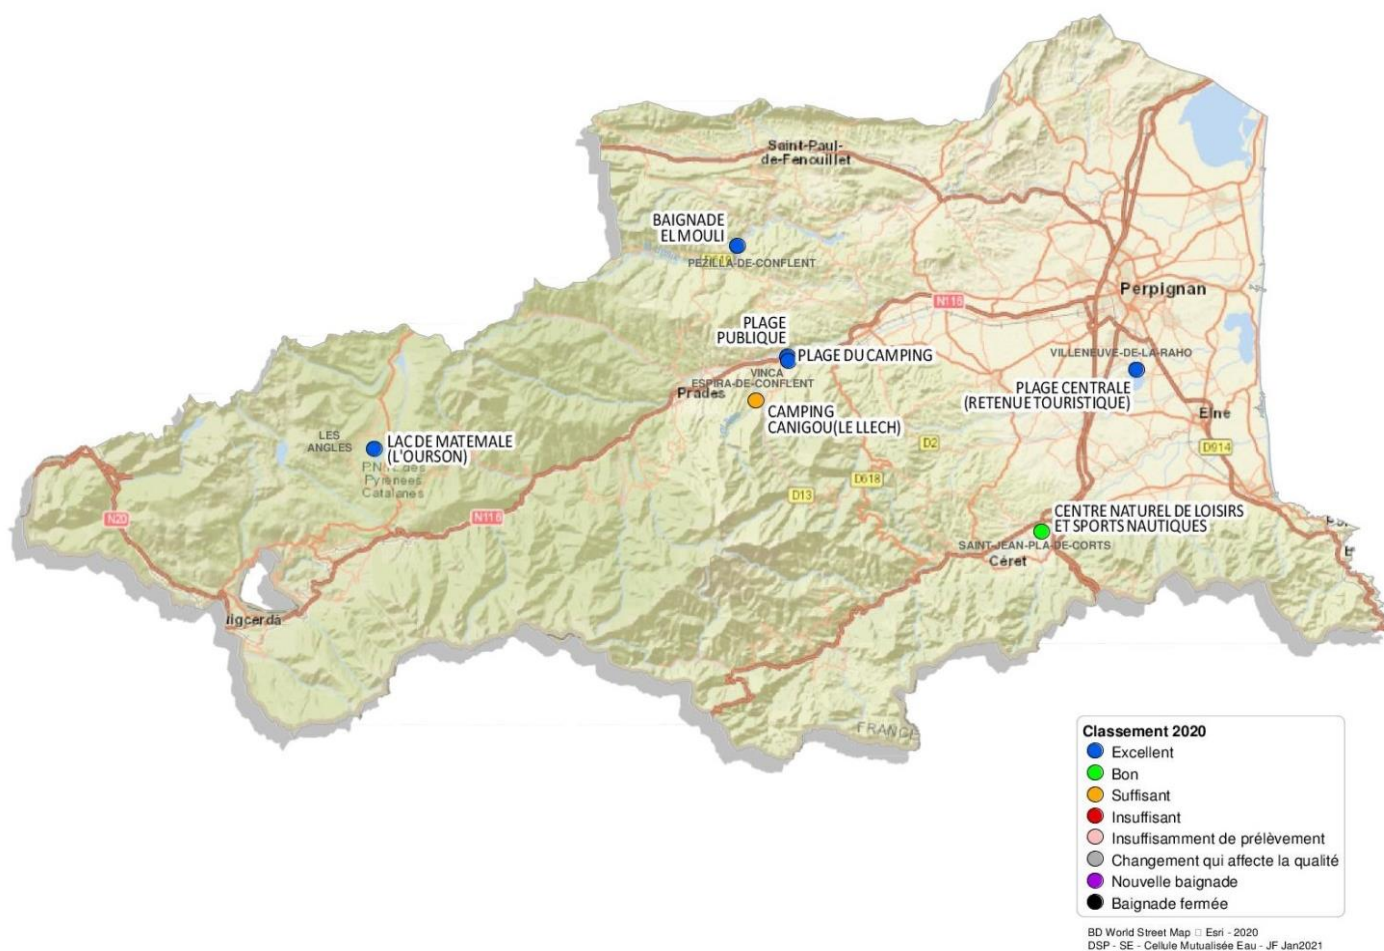 Saint-Paul-
de-Fenouillet
BAIGNADE
EL MOULI
PEZILLA-DE-CONFLENT
Perpignan
N116
PLAGE
PUBLIQUE
PLAGE DU CAMPING
VILLENEUVE-DE-LA-RAHO
VINCA
ESPIRA-DE-CONFLENT
Prades
PLAGE CENTRALE
(RETENUE TOURISTIQUE)
CAMPING
CANIGOU(LE LLECH)
Elne
LES
ANGLES
LAC DE MATEMALE
(L'OURSON)
D2
D914
Pyrenees
Catalanes
D618
D13
N20
N116
CENTRE NATUREL DE LOISIRS
ET SPORTS NAUTIQUES
SAINT-JEAN-PLA-DE-CORTS
Céret
igcerdà
FRANCE
Classement 2020
Excellent
Bon
Suffisant
Insuffisant
Insuffisamment de prélèvement
Changement qui affecte la qualité
Nouvelle baignade
Baignade fermée
BD World Street Map □ Esri - 2020
DSP - SE - Cellule Mutualisée Eau - JF Jan2021